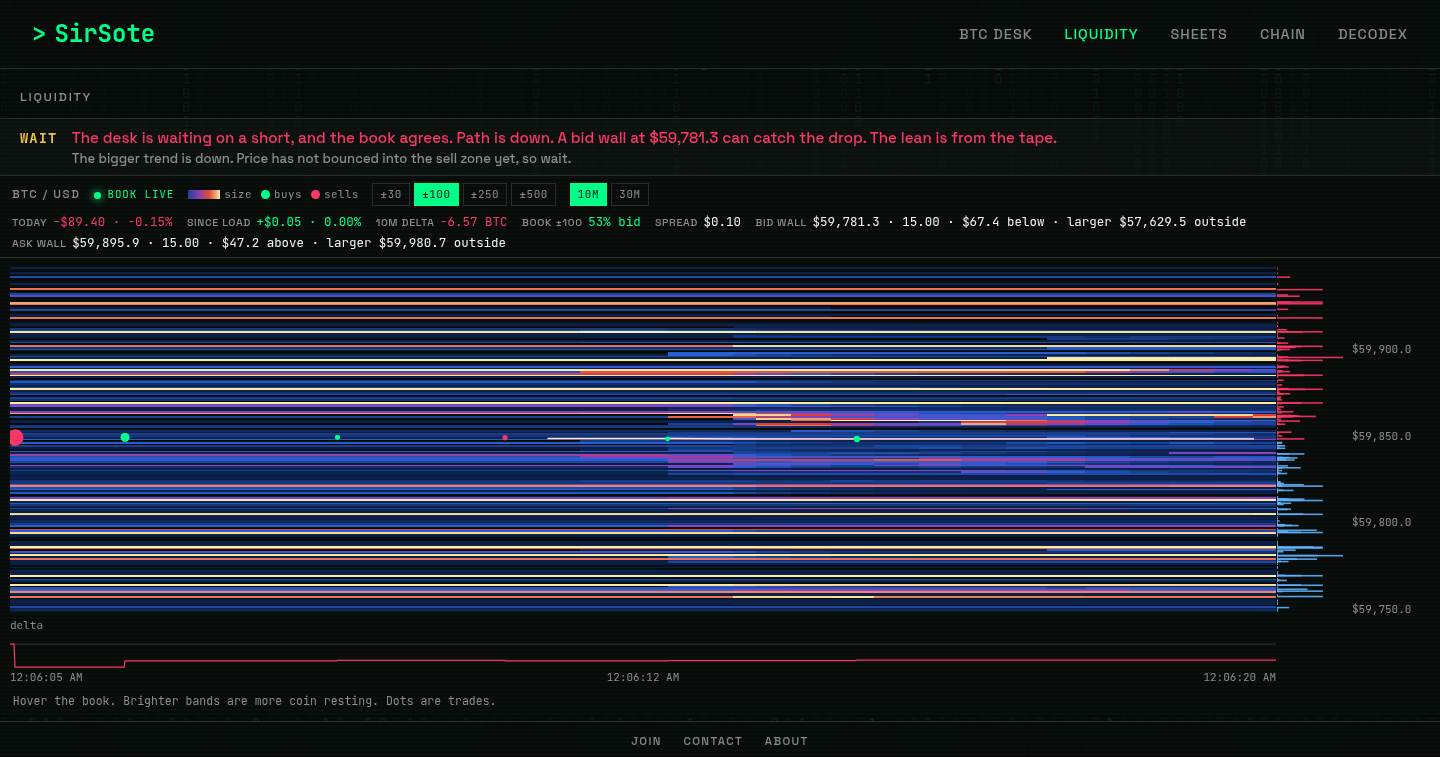 > SirSote
BTC DESK LIQUIDITY SHEETS CHAIN DECODEX
LIQUIDITY
WAIT The desk is waiting on a short, and the book agrees. Path is down. A bid wall at $59,781.3 can catch the drop. The lean is from the tape.
The bigger trend is down. Price has not bounced into the sell zone yet, so wait.
BTC / USD BOOK LIVE size buys sells ±30 ±100 ±250 ±500 10M 30M
TODAY -$89.40 · -0.15% SINCE LOAD +$0.05 · 0.00% 10M DELTA -6.57 BTC BOOK ±100 53% bid SPREAD $0.10 BID WALL $59,781.3 · 15.00 · $67.4 below · larger $57,629.5 outside
ASK WALL $59,895.9 · 15.00 · $47.2 above · larger $59,980.7 outside
$59,900.0
$59,850.0
$59,800.0
$59,750.0
delta
12:06:05 AM 12:06:12 AM 12:06:20 AM
Hover the book. Brighter bands are more coin resting. Dots are trades.
JOIN CONTACT ABOUT